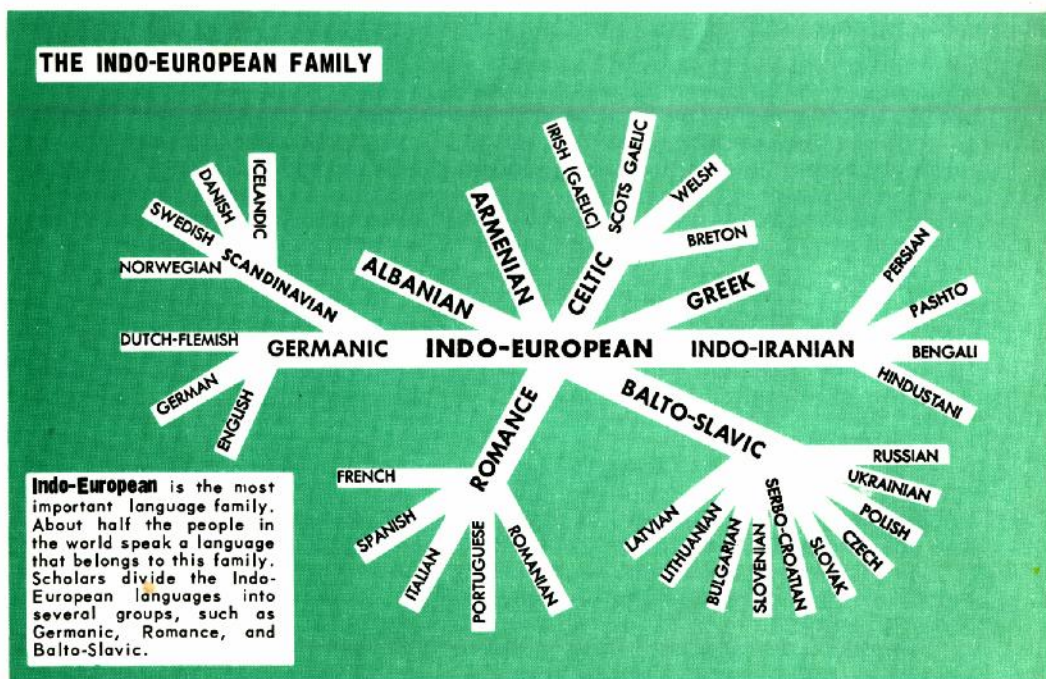 THE INDO-EUROPEAN FAMILY
ICELANDIC
DANISH
SWEDISH
NORWEGIAN
SCANDINAVIAN
DUTCH-FLEMISH
GERMAN
ENGLISH
GERMANIC
ALBANIAN
ARMENIAN
INDO-EUROPEAN
CELTIC
IRISH (GAELIC)
SCOTS GAELIC
WELSH
BRETON
GREEK
INDO-IRANIAN
PERSIAN
PASHTO
BENGALI
HINDUSTANI
ROMANCE
FRENCH
SPANISH
ITALIAN
PORTUGUESE
ROMANIAN
BALTO-SLAVIC
LATVIAN
LITHUANIAN
BULGARIAN
SLOVENIAN
SERBO-CROATIAN
SLOVAK
CZECH
POLISH
UKRAINIAN
RUSSIAN
Indo-European is the most
important language family.
About half the people in
the world speak a language
that belongs to this family.
Scholars divide the Indo-
European languages into
several groups, such as
Germanic, Romance, and
Balto-Slavic.